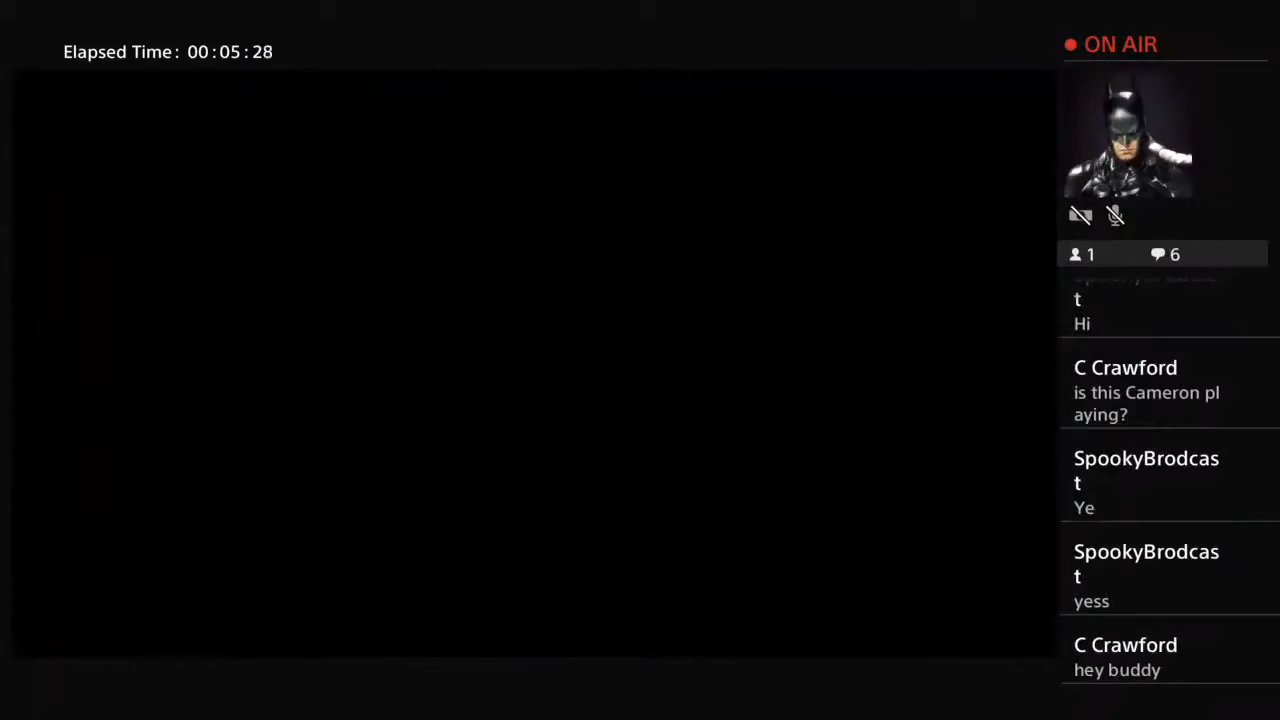 Elapsed Time: 00:05:28
ON AIR
1 6
t
Hi
C Crawford
is this Cameron pl
aying?
SpookyBrodcas
t
Ye
SpookyBrodcas
t
yess
C Crawford
hey buddy